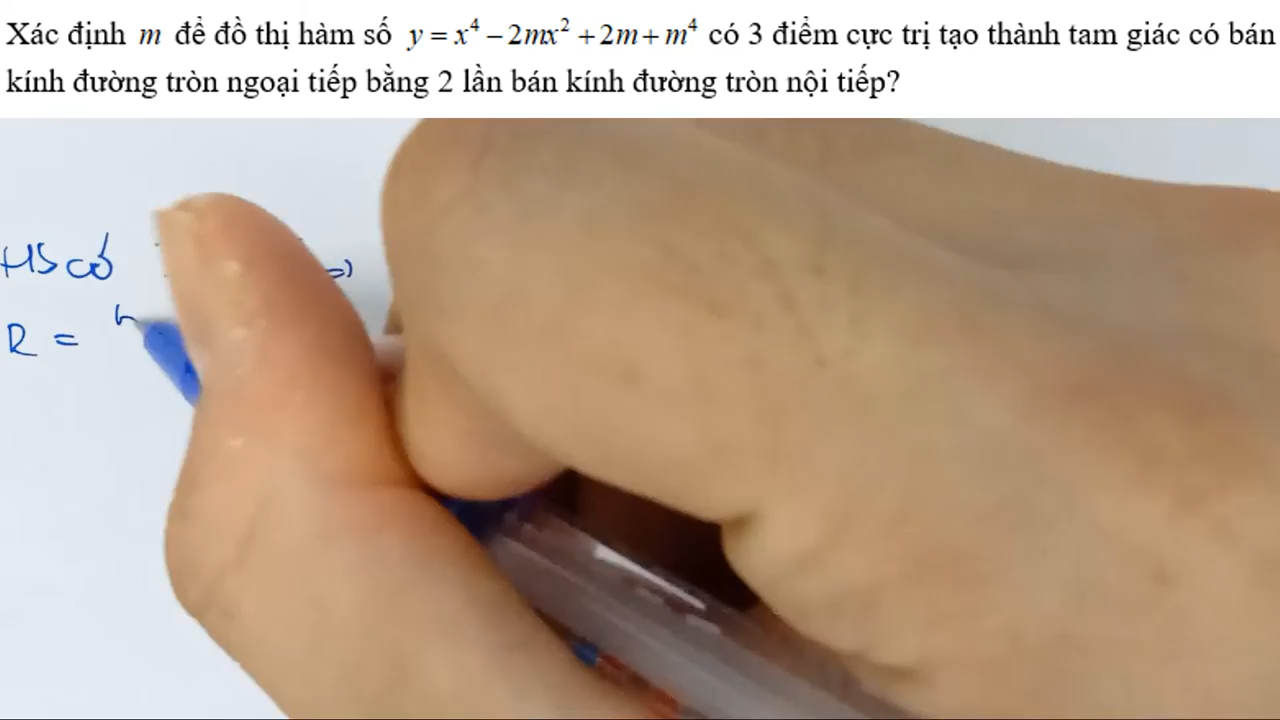 Xác định m để đồ thị hàm số y = x⁴ − 2mx² + 2m + m⁴ có 3 điểm cực trị tạo thành tam giác có bán
kính đường tròn ngoại tiếp bằng 2 lần bán kính đường tròn nội tiếp?
HS có
R =